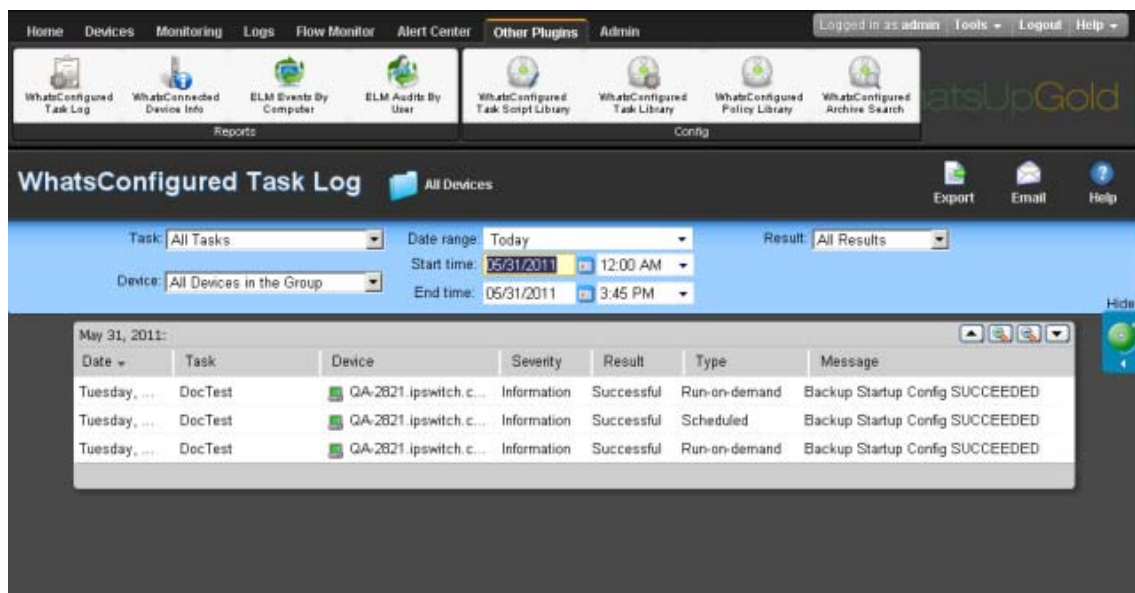 Home Devices Monitoring Logs Flow Monitor Alert Center Other Plugins Admin
Logged in as admin Tools Logout Help
WhatsConfigured Task Log
WhatsConnected Device Info
ELM Events By Computer
ELM Audits By User
WhatsConfigured Task Script Library
WhatsConfigured Task Library
WhatsConfigured Policy Library
WhatsConfigured Archive Search
atsUpGold
Reports
Config
WhatsConfigured Task Log
All Devices
Export Email Help
Task: All Tasks
Date range: Today
Result: All Results
Start time: 05/31/2011 12:00 AM
Device: All Devices in the Group
End time: 05/31/2011 3:45 PM
Hide
May 31, 2011:
Date Task Device Severity Result Type Message
Tuesday, ... DocTest QA-2821.ipswitch.c... Information Successful Run-on-demand Backup Startup Config SUCCEEDED
Tuesday, ... DocTest QA-2821.ipswitch.c... Information Successful Scheduled Backup Startup Config SUCCEEDED
Tuesday, ... DocTest QA-2821.ipswitch.c... Information Successful Run-on-demand Backup Startup Config SUCCEEDED